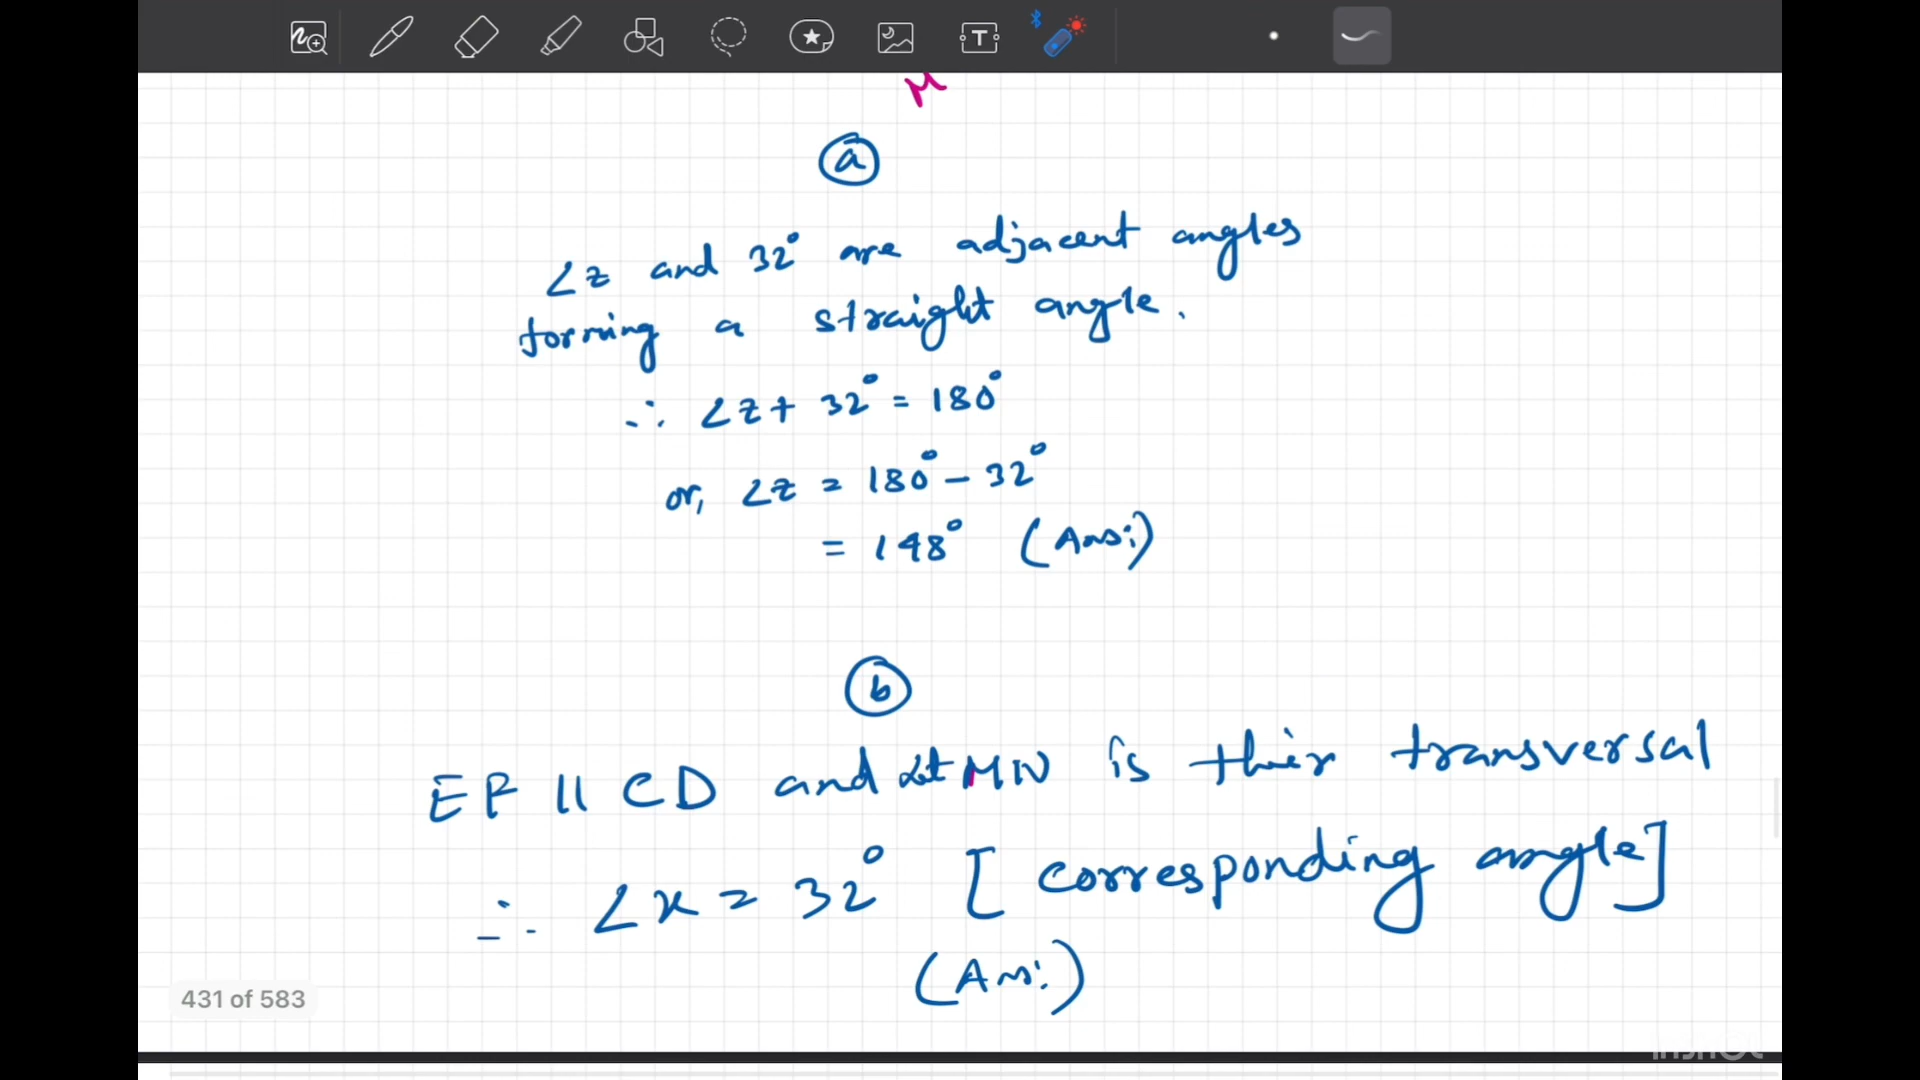 T
M
a
∠z and 32° are adjacent angles
forming a straight angle.
∴ ∠z + 32° = 180°
or, ∠z = 180° - 32°
= 148° (Ans:)
b
EF || CD and let MN is their transversal
∴ ∠x = 32° [corresponding angle]
(Ans:)
431 of 583